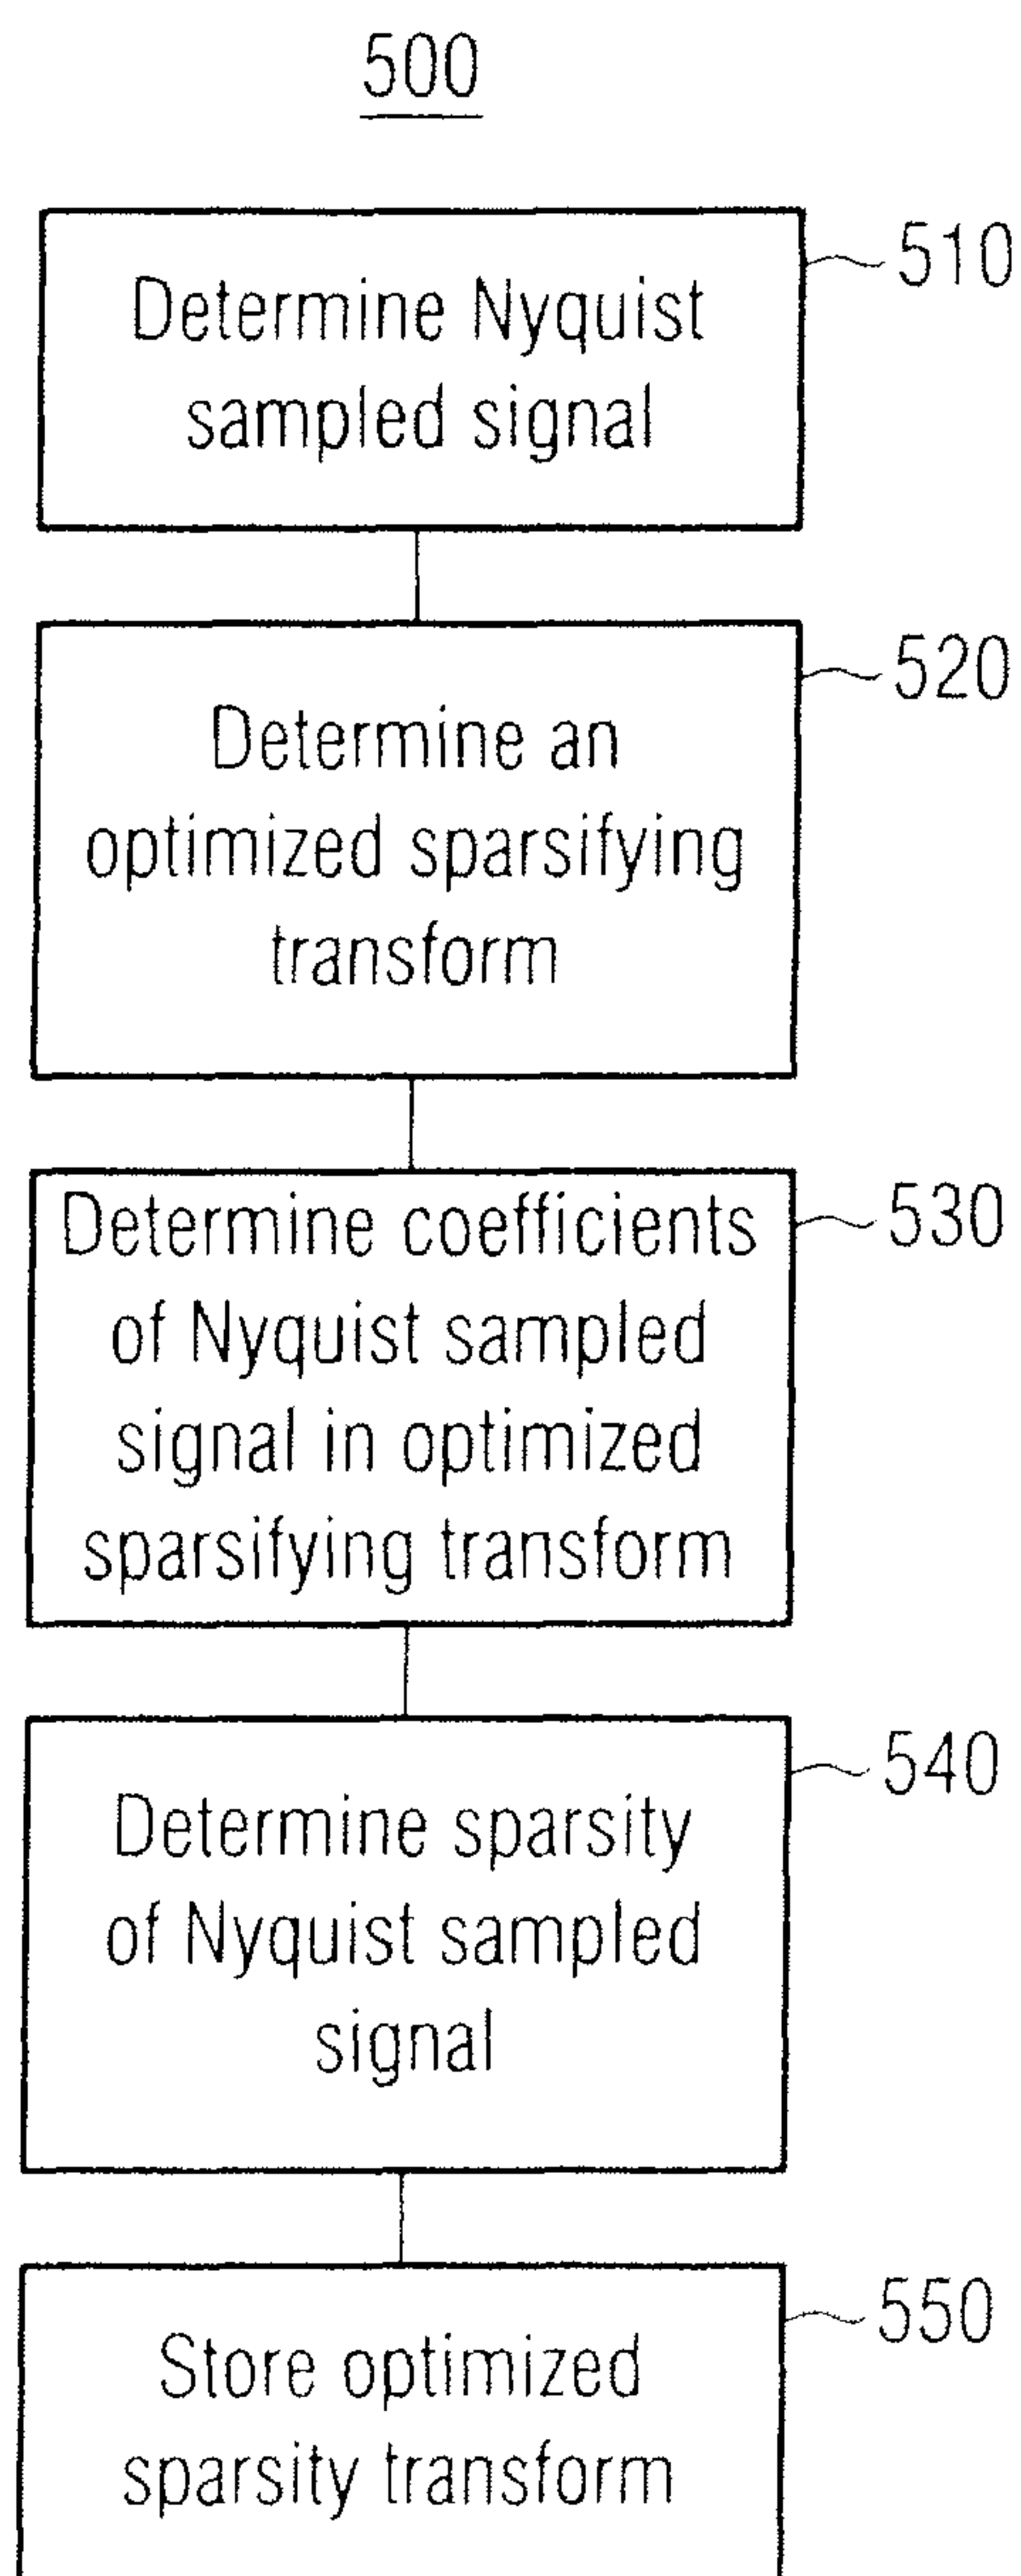 500
510
Determine Nyquist
sampled signal
520
Determine an
optimized sparsifying
transform
530
Determine coefficients
of Nyquist sampled
signal in optimized
sparsifying transform
540
Determine sparsity
of Nyquist sampled
signal
550
Store optimized
sparsity transform